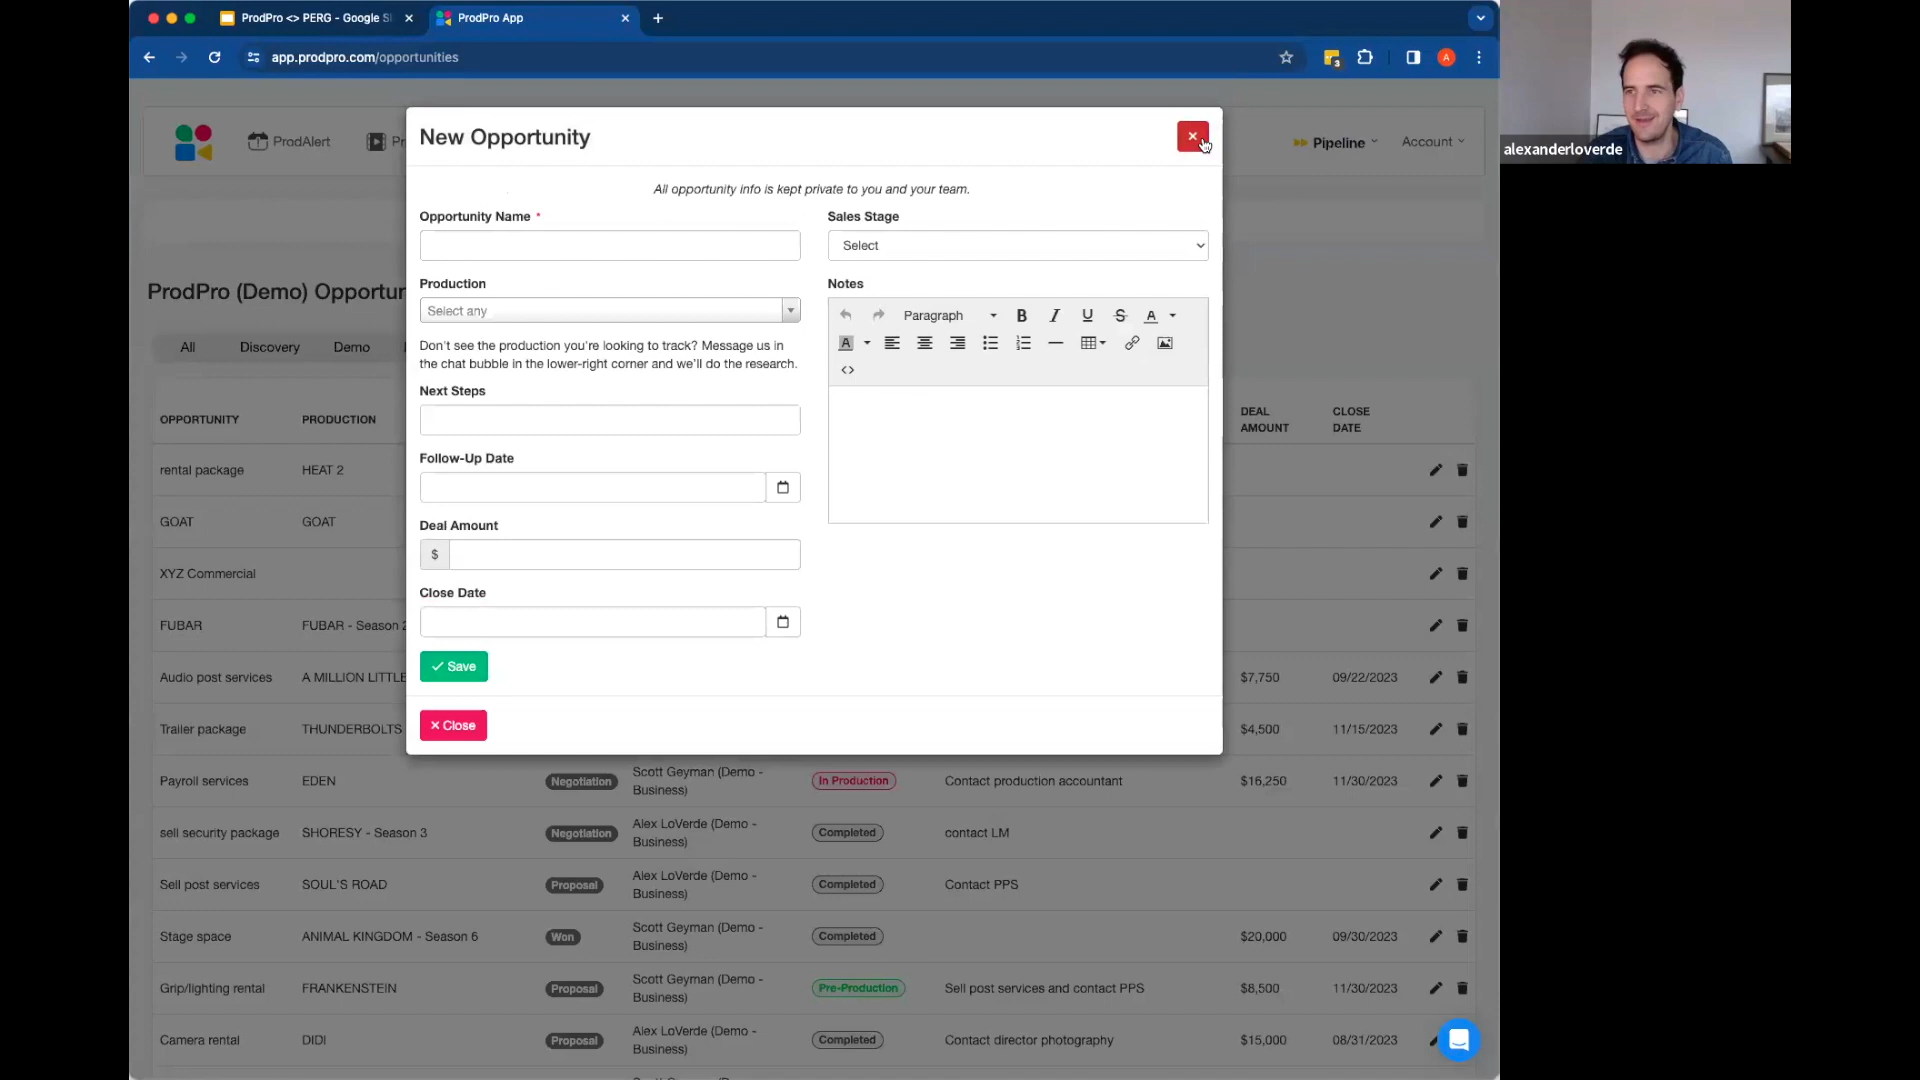 ProdPro <> PERG - Google Sl
ProdPro App
app.prodpro.com/opportunities
3
A
alexanderloverde
ProdAlert
Pr
Pipeline
Account
New Opportunity
All opportunity info is kept private to you and your team.
Opportunity Name *
Sales Stage
Select
Production
Select any
Notes
Paragraph
B I U S A
A
<>
Don't see the production you're looking to track? Message us in
the chat bubble in the lower-right corner and we'll do the research.
Next Steps
Follow-Up Date
Deal Amount
$
Close Date
Save
Close
ProdPro (Demo) Opportun
All Discovery Demo
OPPORTUNITY PRODUCTION DEAL AMOUNT CLOSE DATE
rental package HEAT 2
GOAT GOAT
XYZ Commercial
FUBAR FUBAR - Season 2
Audio post services A MILLION LITTLE $7,750 09/22/2023
Trailer package THUNDERBOLTS $4,500 11/15/2023
Payroll services EDEN Negotiation Scott Geyman (Demo - Business) In Production Contact production accountant $16,250 11/30/2023
sell security package SHORESY - Season 3 Negotiation Alex LoVerde (Demo - Business) Completed contact LM
Sell post services SOUL'S ROAD Proposal Alex LoVerde (Demo - Business) Completed Contact PPS
Stage space ANIMAL KINGDOM - Season 6 Won Scott Geyman (Demo - Business) Completed $20,000 09/30/2023
Grip/lighting rental FRANKENSTEIN Proposal Scott Geyman (Demo - Business) Pre-Production Sell post services and contact PPS $8,500 11/30/2023
Camera rental DIDI Proposal Alex LoVerde (Demo - Business) Completed Contact director photography $15,000 08/31/2023